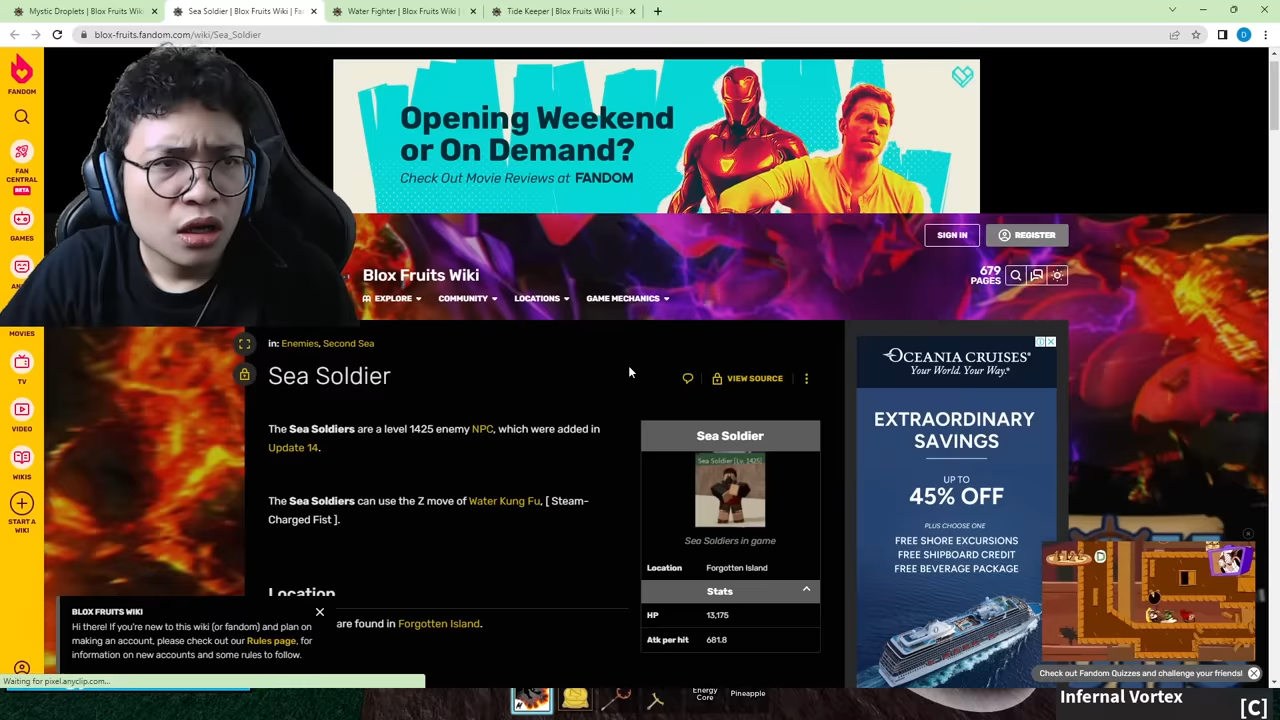 Mystic Droplets | Blox Fruits Wiki
Sea Soldier | Blox Fruits Wiki | Fan
Water Fighter | Blox Fruits Wiki |
Tide Keeper | Blox Fruits Wiki | Fa
blox-fruits.fandom.com/wiki/Sea_Soldier
D
FANDOM
FAN
CENTRAL
BETA
GAMES
MOVIES
TV
VIDEO
WIKIS
START A
WIKI
Opening Weekend
or On Demand?
Check Out Movie Reviews at FANDOM
SIGN IN
REGISTER
Blox Fruits Wiki
679
PAGES
EXPLORE
COMMUNITY
LOCATIONS
GAME MECHANICS
in: Enemies, Second Sea
Sea Soldier
VIEW SOURCE
The Sea Soldiers are a level 1425 enemy NPC, which were added in
Update 14.
The Sea Soldiers can use the Z move of Water Kung Fu, [ Steam-
Charged Fist ].
Location
are found in Forgotten Island.
Sea Soldier
Sea Soldier [Lv. 1425]
Sea Soldiers in game
Location Forgotten Island
Stats
HP 13,175
Atk per hit 681.8
BLOX FRUITS WIKI
Hi there! If you're new to this wiki (or fandom) and plan on
making an account, please check out our Rules page, for
information on new accounts and some rules to follow.
Waiting for pixel.anyclip.com...
OCEANIA CRUISES®
Your World. Your Way.®
EXTRAORDINARY
SAVINGS
UP TO
45% OFF
PLUS CHOOSE ONE
FREE SHORE EXCURSIONS
FREE SHIPBOARD CREDIT
FREE BEVERAGE PACKAGE
Check out Fandom Quizzes and challenge your friends!
Energy
Core
Pineapple
Infernal Vortex
[C]